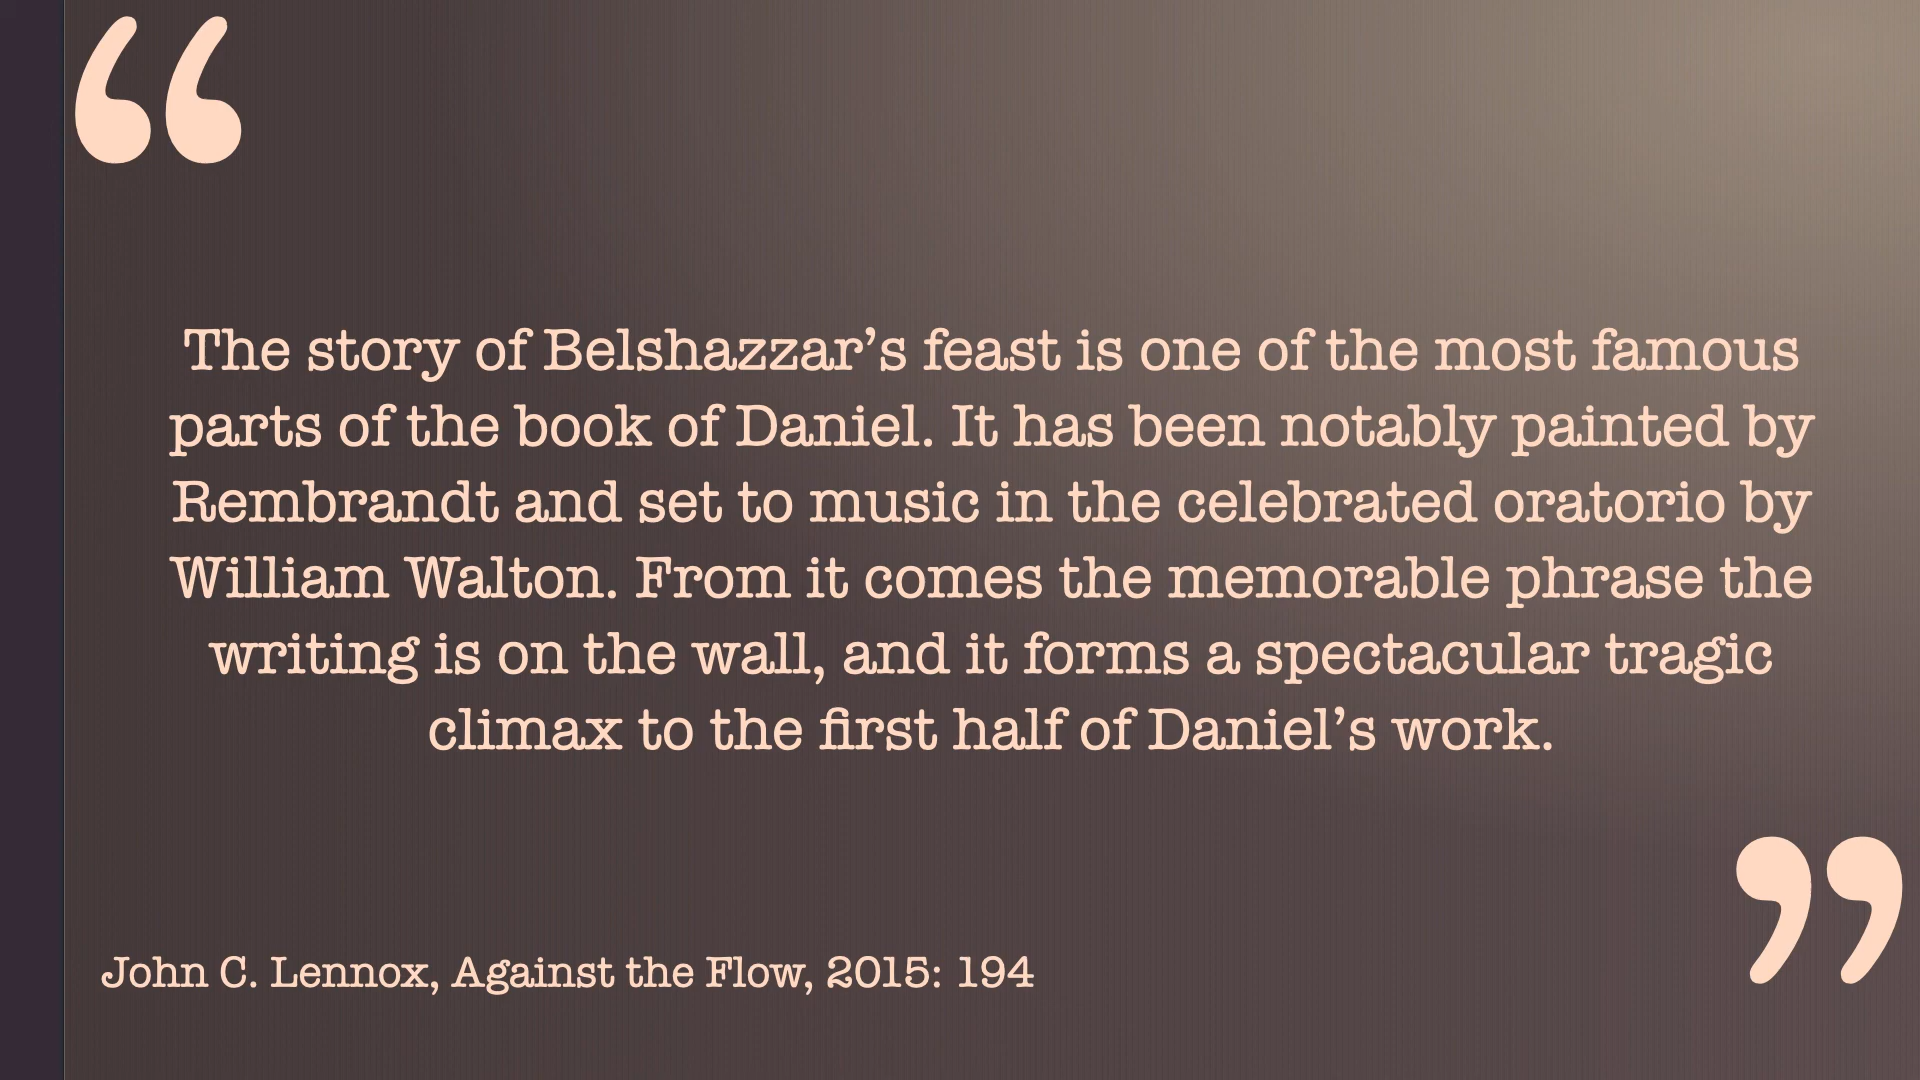 “
The story of Belshazzar’s feast is one of the most famous
parts of the book of Daniel. It has been notably painted by
Rembrandt and set to music in the celebrated oratorio by
William Walton. From it comes the memorable phrase the
writing is on the wall, and it forms a spectacular tragic
climax to the first half of Daniel’s work.
”
John C. Lennox, Against the Flow, 2015: 194